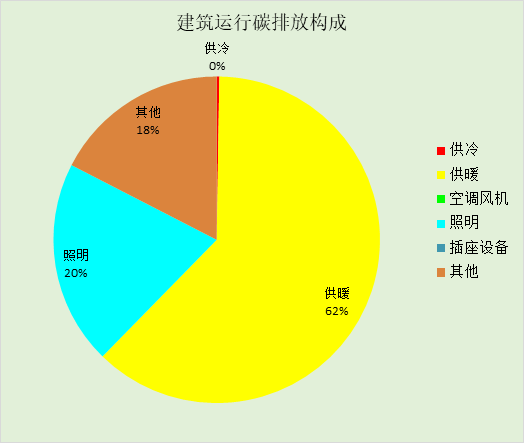 建筑运行碳排放构成
供冷
0%
其他
18%
照明
20%
供暖
62%
供冷
供暖
空调风机
照明
插座设备
其他